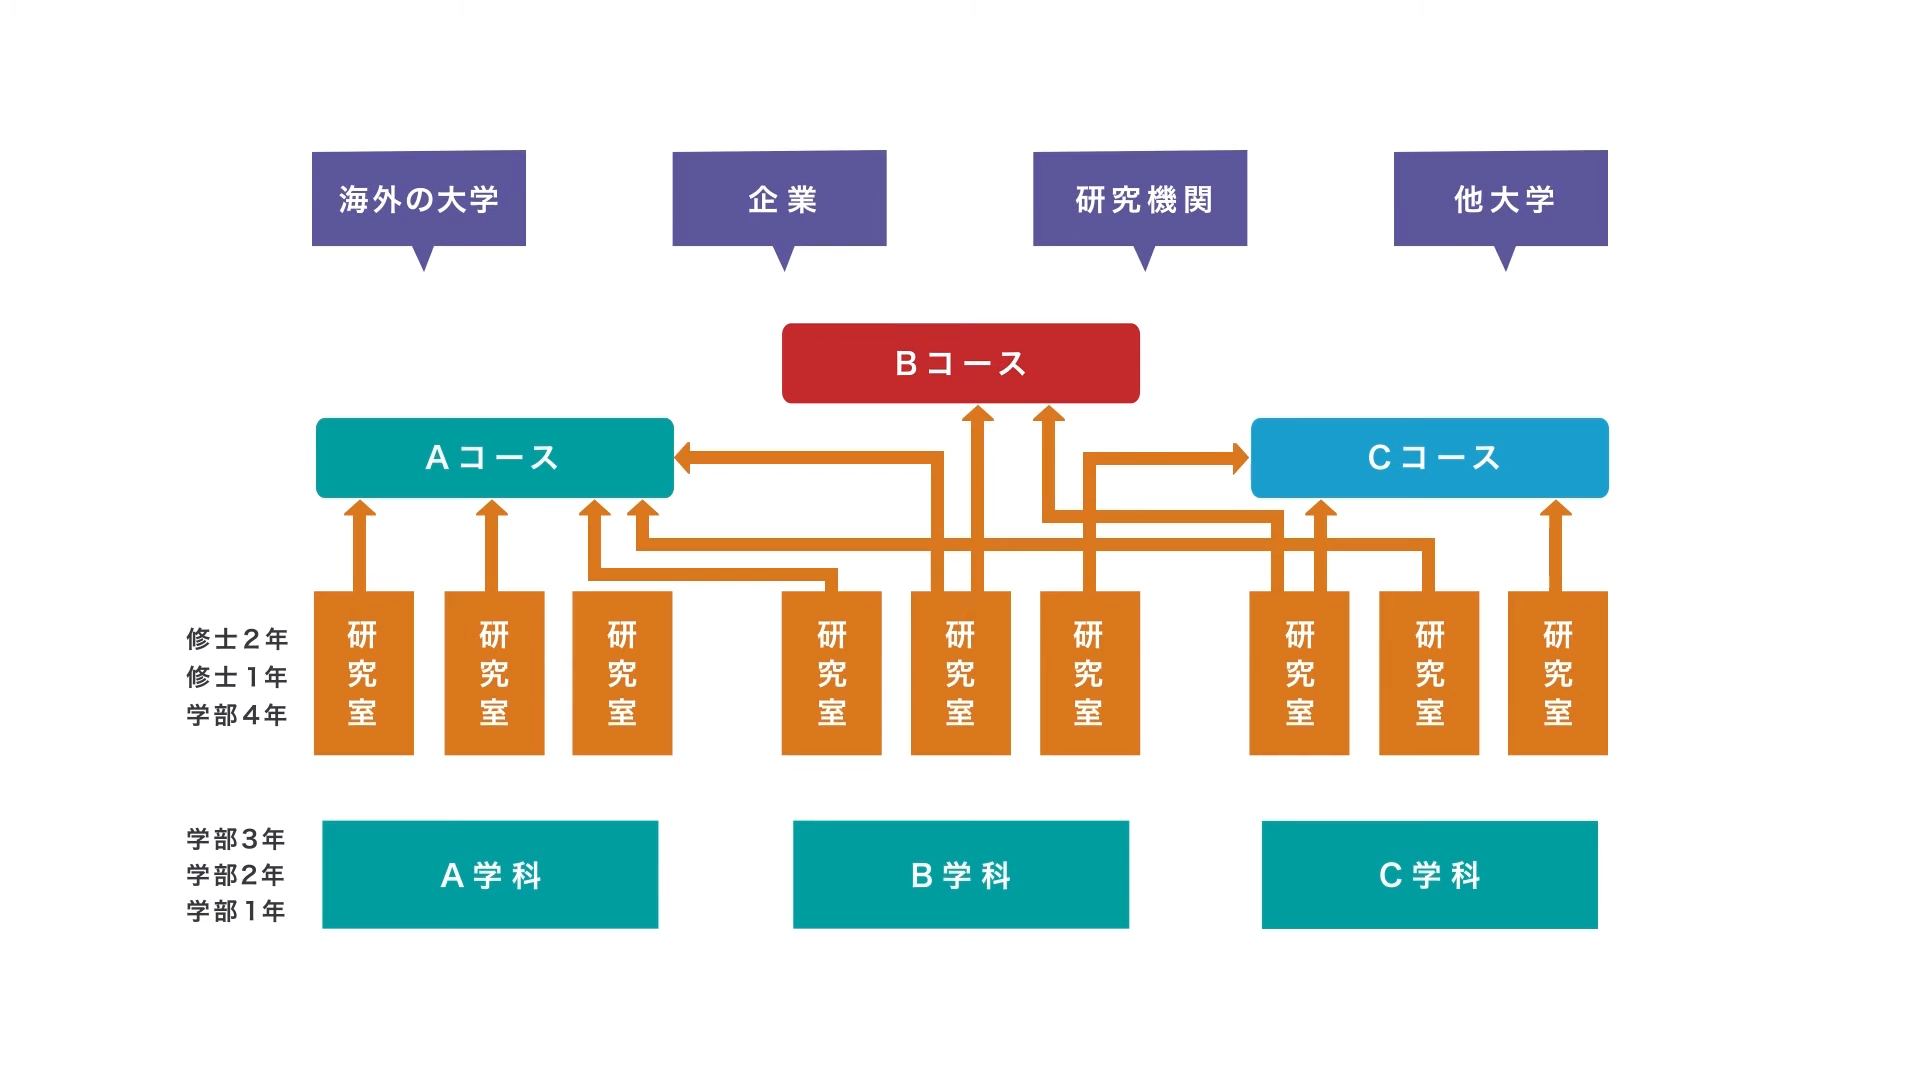 海外の大学
企業
研究機関
他大学
Bコース
Aコース
Cコース
修士2年
修士1年
学部4年
研究室
研究室
研究室
研究室
研究室
研究室
研究室
研究室
研究室
学部3年
学部2年
学部1年
A学科
B学科
C学科